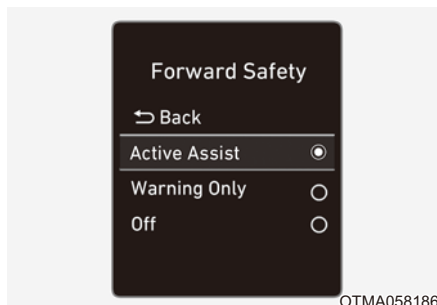 Forward Safety
Back
Active Assist
Warning Only
Off
OTMA058186